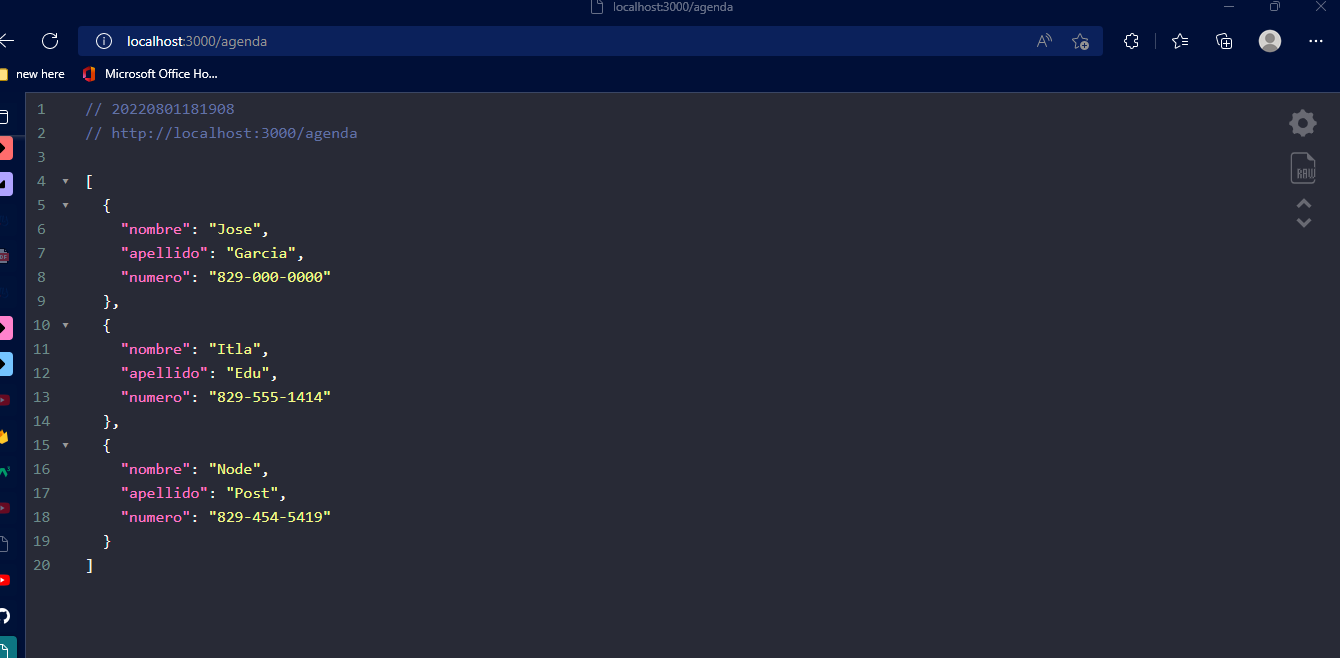 localhost:3000/agenda
localhost:3000/agenda
new here Microsoft Office Ho...
1 // 20220801181908
2 // http://localhost:3000/agenda
3
4 [
5 {
6 "nombre": "Jose",
7 "apellido": "Garcia",
8 "numero": "829-000-0000"
9 },
10 {
11 "nombre": "Itla",
12 "apellido": "Edu",
13 "numero": "829-555-1414"
14 },
15 {
16 "nombre": "Node",
17 "apellido": "Post",
18 "numero": "829-454-5419"
19 }
20 ]
RAW